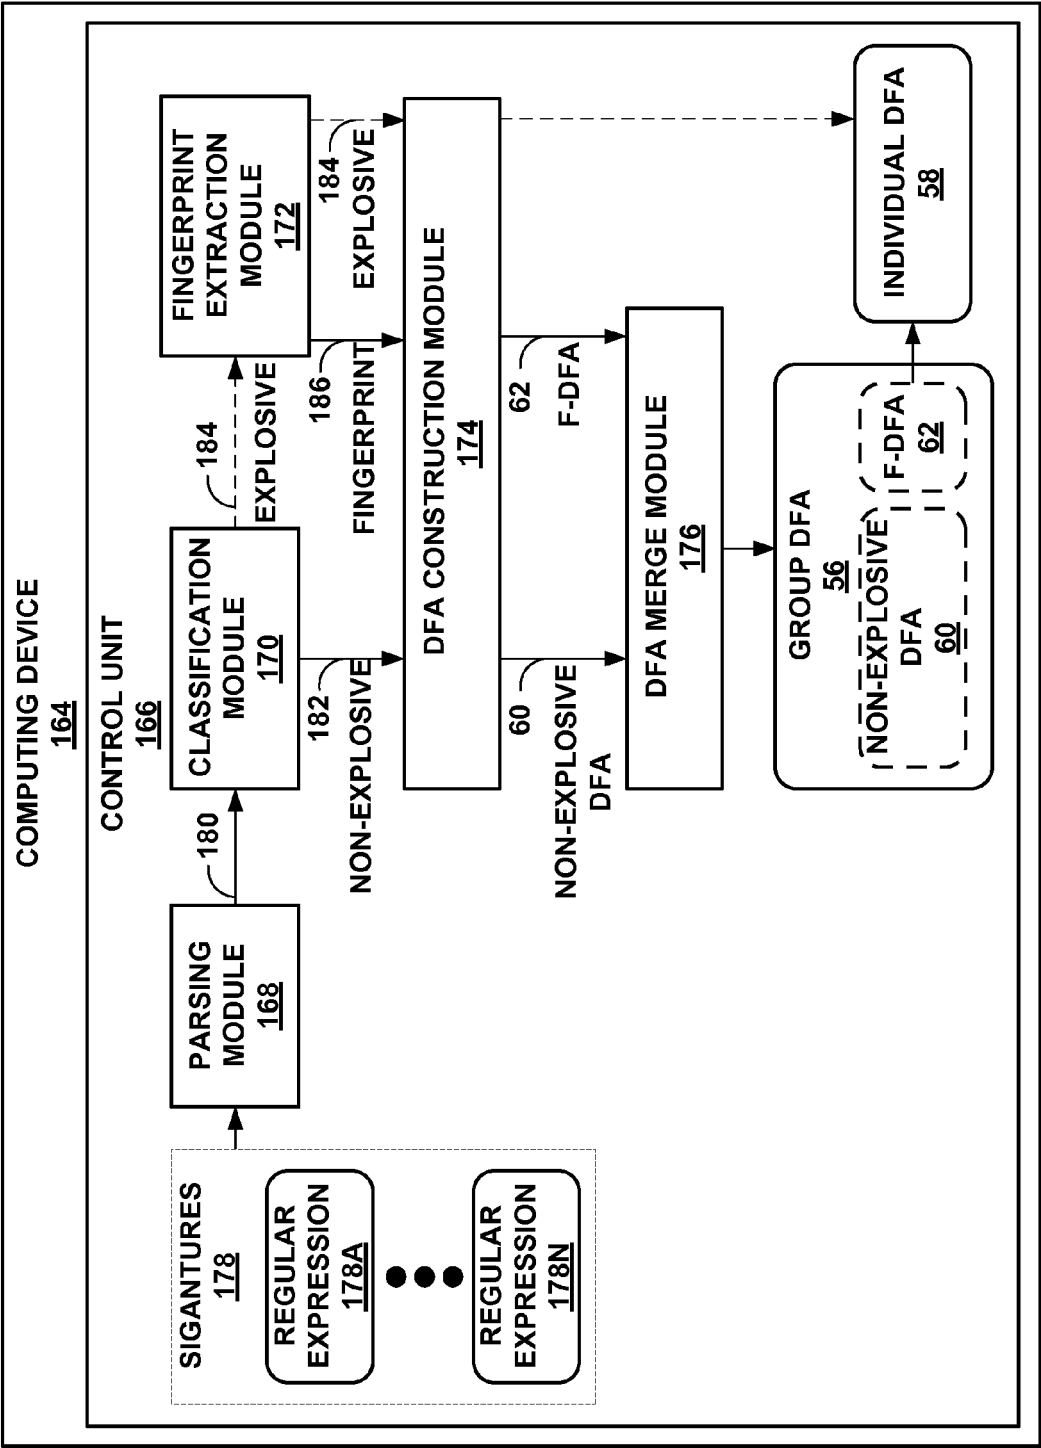 COMPUTING DEVICE
164
CONTROL UNIT
166
SIGANTURES
178
REGULAR
EXPRESSION
178A
REGULAR
EXPRESSION
178N
PARSING
MODULE
168
180
CLASSIFICATION
MODULE
170
184
EXPLOSIVE
FINGERPRINT
EXTRACTION
MODULE
172
182
NON-EXPLOSIVE
186
FINGERPRINT
184
EXPLOSIVE
DFA CONSTRUCTION MODULE
174
60
NON-EXPLOSIVE
DFA
62
F-DFA
DFA MERGE MODULE
176
GROUP DFA
56
NON-EXPLOSIVE
DFA
60
F-DFA
62
INDIVIDUAL DFA
58